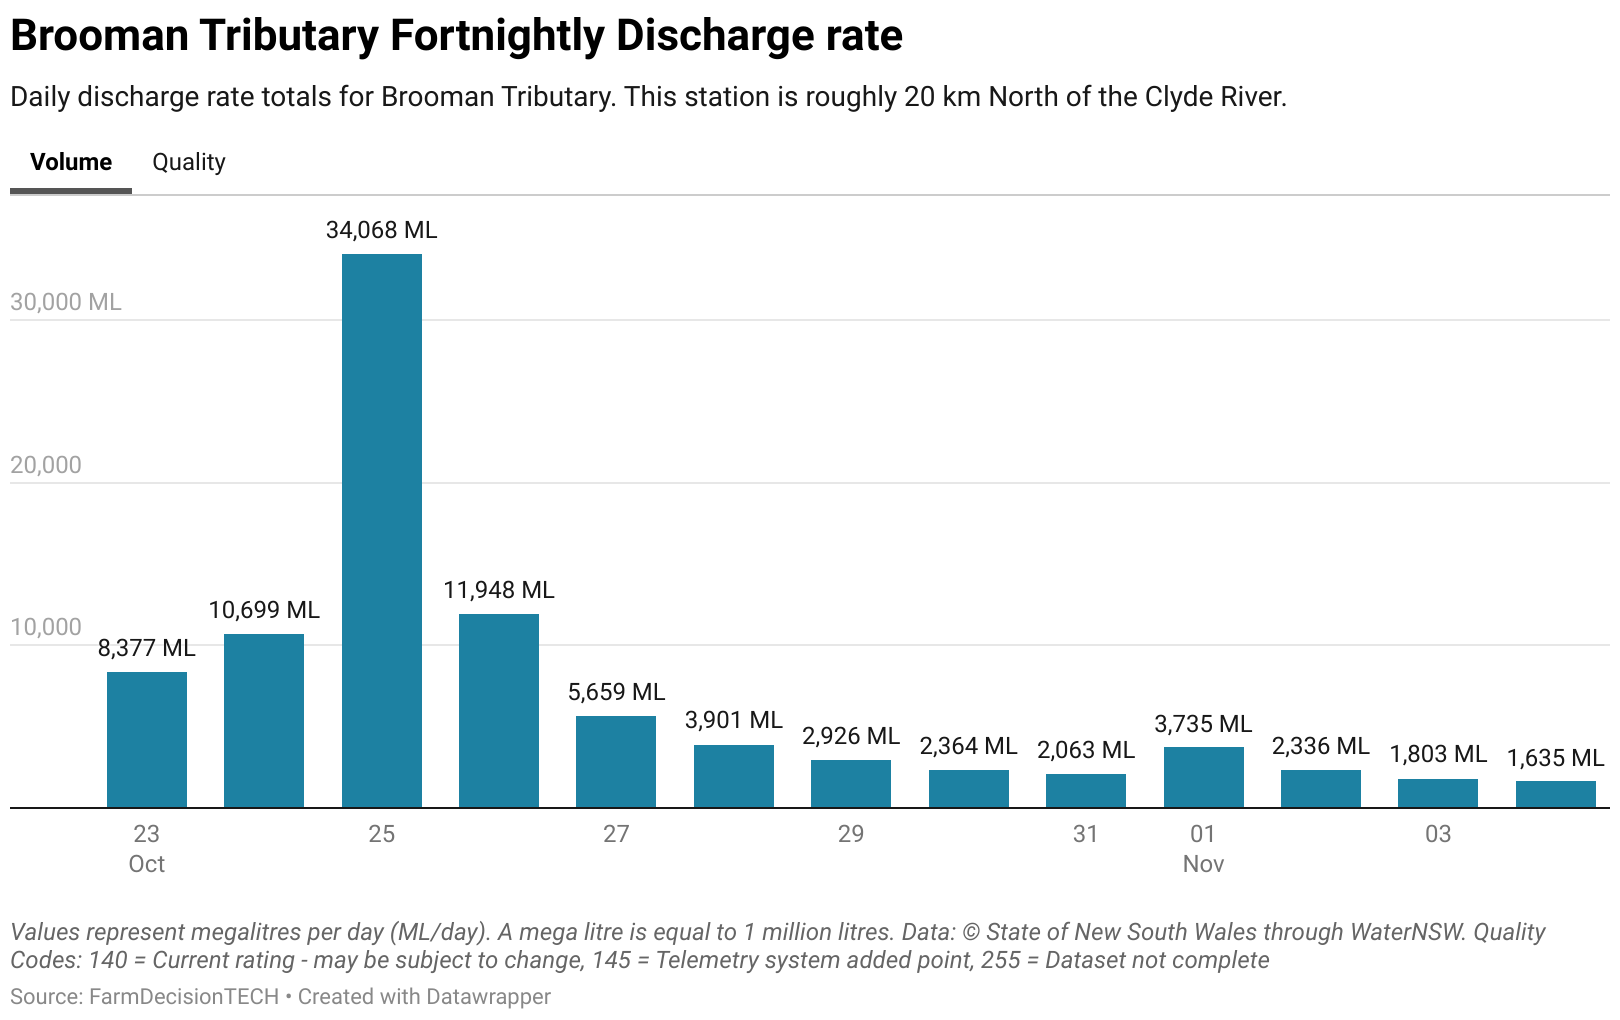 Brooman Tributary Fortnightly Discharge rate
Daily discharge rate totals for Brooman Tributary. This station is roughly 20 km North of the Clyde River.
Volume Quality
34,068 ML
30,000 ML
20,000
11,948 ML
10,699 ML
10,000
8,377 ML
5,659 ML
3,901 ML
3,735 ML
2,926 ML
2,364 ML
2,063 ML
2,336 ML
1,803 ML
1,635 ML
23 25 27 29 31 01 03
Oct Nov
Values represent megalitres per day (ML/day). A mega litre is equal to 1 million litres. Data: © State of New South Wales through WaterNSW. Quality
Codes: 140 = Current rating - may be subject to change, 145 = Telemetry system added point, 255 = Dataset not complete
Source: FarmDecisionTECH • Created with Datawrapper